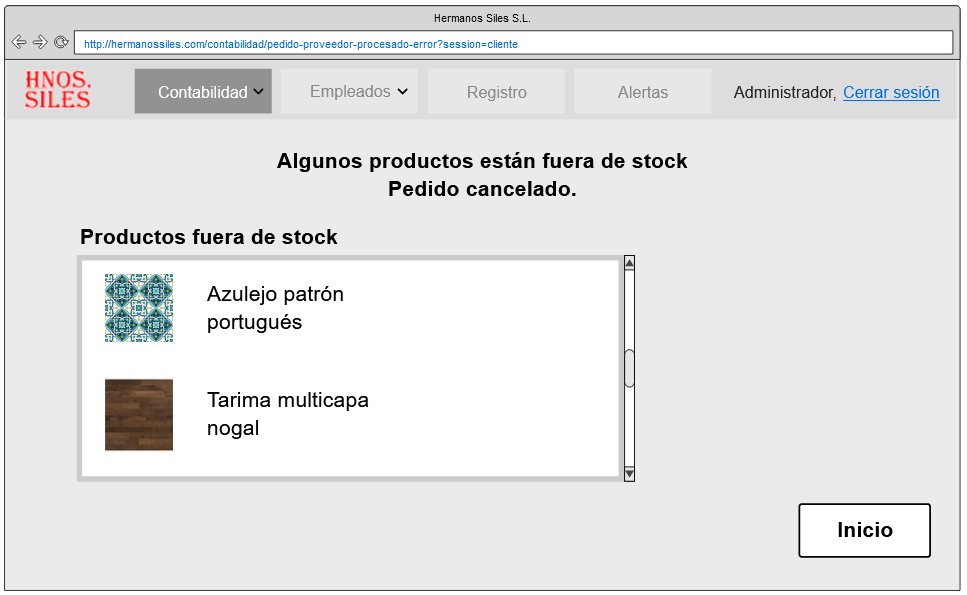 Hermanos Siles S.L.
http://hermanossiles.com/contabilidad/pedido-proveedor-procesado-error?session=cliente
HNOS.
SILES
Contabilidad
Empleados
Registro
Alertas
Administrador, Cerrar sesión
Algunos productos están fuera de stock
Pedido cancelado.
Productos fuera de stock
Azulejo patrón
portugués
Tarima multicapa
nogal
Inicio